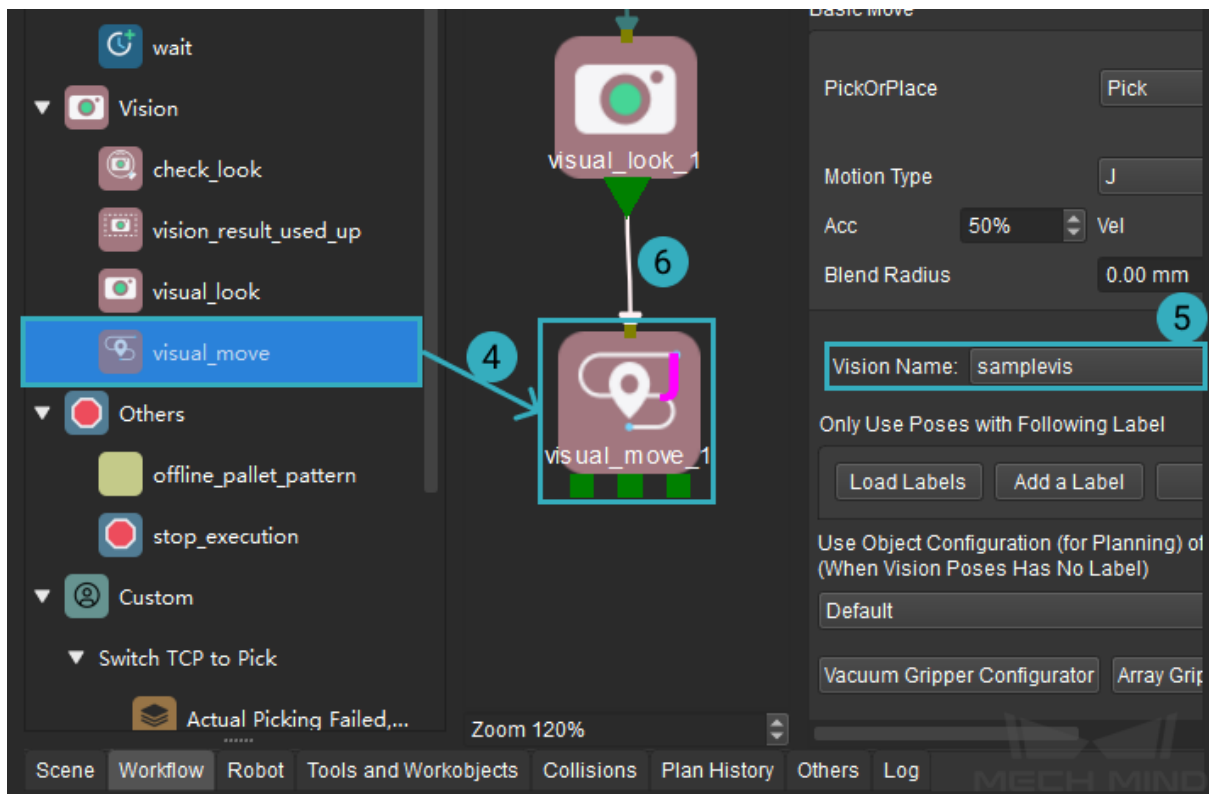 wait
Vision
check_look
vision_result_used_up
visual_look
visual_move
Others
offline_pallet_pattern
stop_execution
Custom
Switch TCP to Pick
Actual Picking Failed,...
visual_look_1
6
4
J
visual_move_1
Zoom 120%
Basic Move
PickOrPlace
Pick
Motion Type
J
Acc
50%
Vel
Blend Radius
0.00 mm
5
Vision Name:
samplevis
Only Use Poses with Following Label
Load Labels
Add a Label
Use Object Configuration (for Planning) of
(When Vision Poses Has No Label)
Default
Vacuum Gripper Configurator
Array Grip
Scene Workflow Robot Tools and Workobjects Collisions Plan History Others Log
MECH MIND